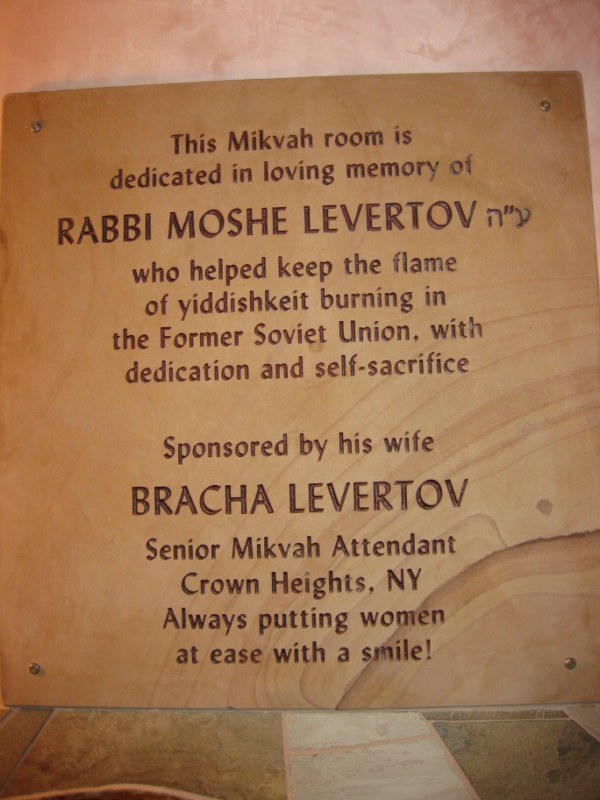 This Mikvah room is
dedicated in loving memory of
RABBI MOSHE LEVERTOV ע"ה
who helped keep the flame
of yiddishkeit burning in
the Former Soviet Union, with
dedication and self-sacrifice
Sponsored by his wife
BRACHA LEVERTOV
Senior Mikvah Attendant
Crown Heights, NY
Always putting women
at ease with a smile!